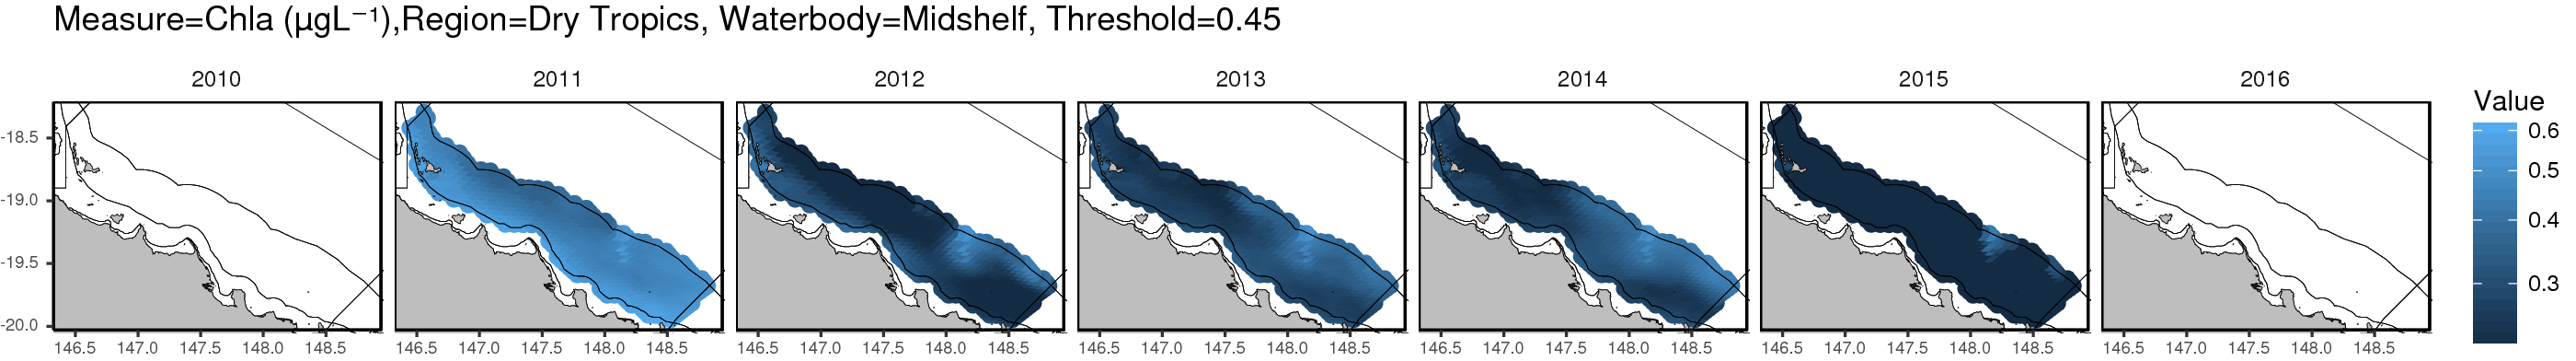 Measure=Chla (µgL⁻¹),Region=Dry Tropics, Waterbody=Midshelf, Threshold=0.45
2010 2011 2012 2013 2014 2015 2016
Value
0.6
0.5
0.4
0.3
-18.5
-19.0
-19.5
-20.0
146.5 147.0 147.5 148.0 148.5 146.5 147.0 147.5 148.0 148.5 146.5 147.0 147.5 148.0 148.5 146.5 147.0 147.5 148.0 148.5 146.5 147.0 147.5 148.0 148.5 146.5 147.0 147.5 148.0 148.5 146.5 147.0 147.5 148.0 148.5